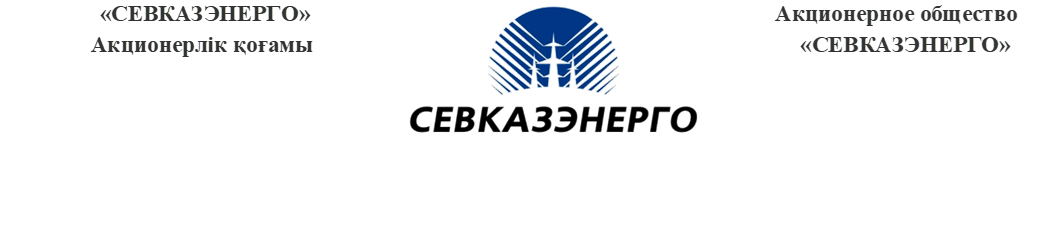 «СЕВКАЗЭНЕРГО»
Акционерлік қоғамы
СЕВКАЗЭНЕРГО
Акционерное общество
«СЕВКАЗЭНЕРГО»